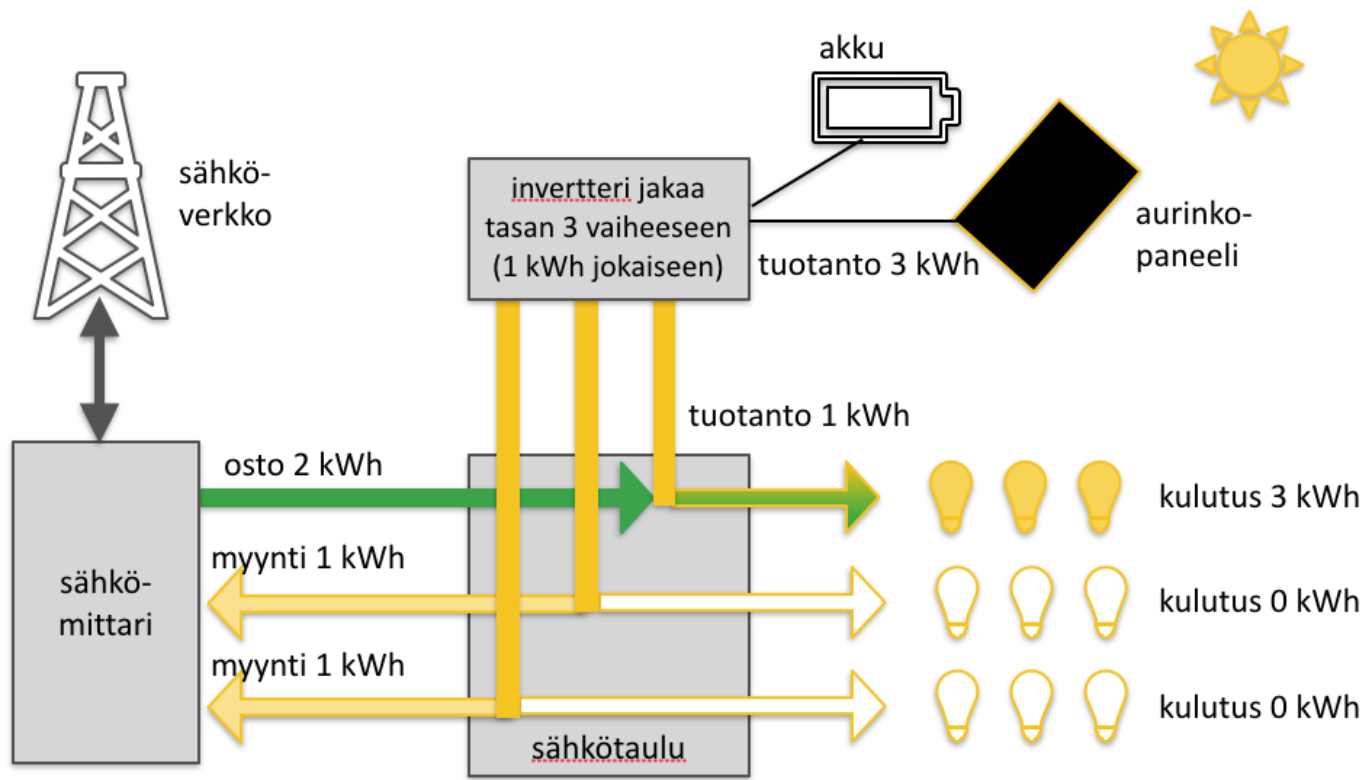 akku
sähkö-
verkko
invertteri jakaa
tasan 3 vaiheeseen
(1 kWh jokaiseen)
aurinko-
paneeli
tuotanto 3 kWh
tuotanto 1 kWh
osto 2 kWh
kulutus 3 kWh
myynti 1 kWh
sähkö-
mittari
kulutus 0 kWh
myynti 1 kWh
kulutus 0 kWh
sähkötaulu